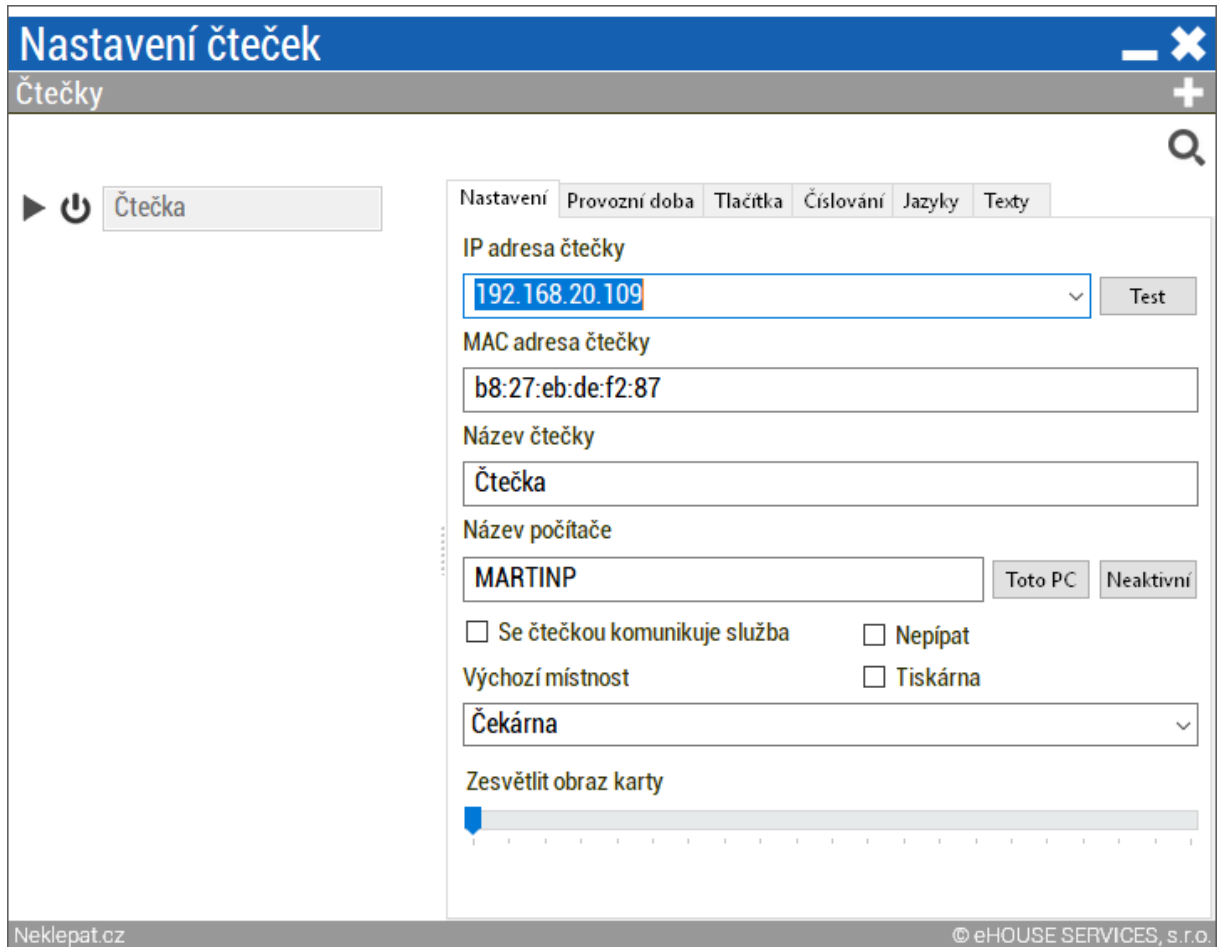 Nastavení čteček
Čtečky
Čtečka
Nastavení Provozní doba Tlačítka Číslování Jazyky Texty
IP adresa čtečky
192.168.20.109 Test
MAC adresa čtečky
b8:27:eb:de:f2:87
Název čtečky
Čtečka
Název počítače
MARTINP Toto PC Neaktivní
Se čtečkou komunikuje služba Nepípat
Výchozí místnost Tiskárna
Čekárna
Zesvětlit obraz karty
Neklepat.cz © eHOUSE SERVICES, s.r.o.